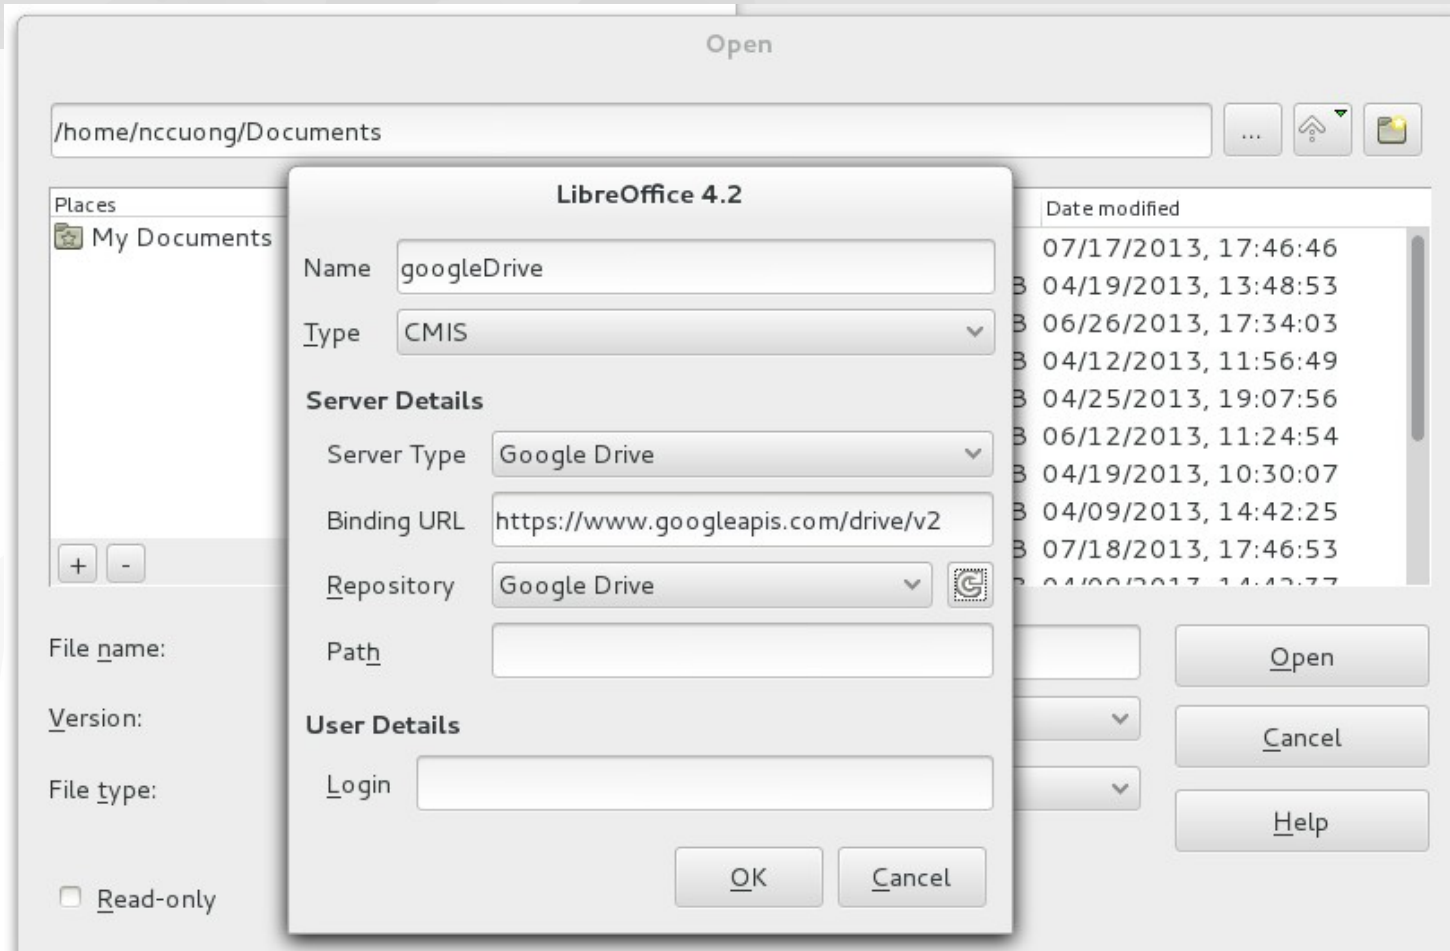 Open
/home/nccuong/Documents
...
Places
My Documents
+
-
LibreOffice 4.2
Name
googleDrive
Type
CMIS
Server Details
Server Type
Google Drive
Binding URL
https://www.googleapis.com/drive/v2
Repository
Google Drive
Path
User Details
Login
OK
Cancel
Date modified
07/17/2013, 17:46:46
B 04/19/2013, 13:48:53
B 06/26/2013, 17:34:03
B 04/12/2013, 11:56:49
B 04/25/2013, 19:07:56
B 06/12/2013, 11:24:54
B 04/19/2013, 10:30:07
B 04/09/2013, 14:42:25
B 07/18/2013, 17:46:53
File name:
Version:
File type:
Read-only
Open
Cancel
Help